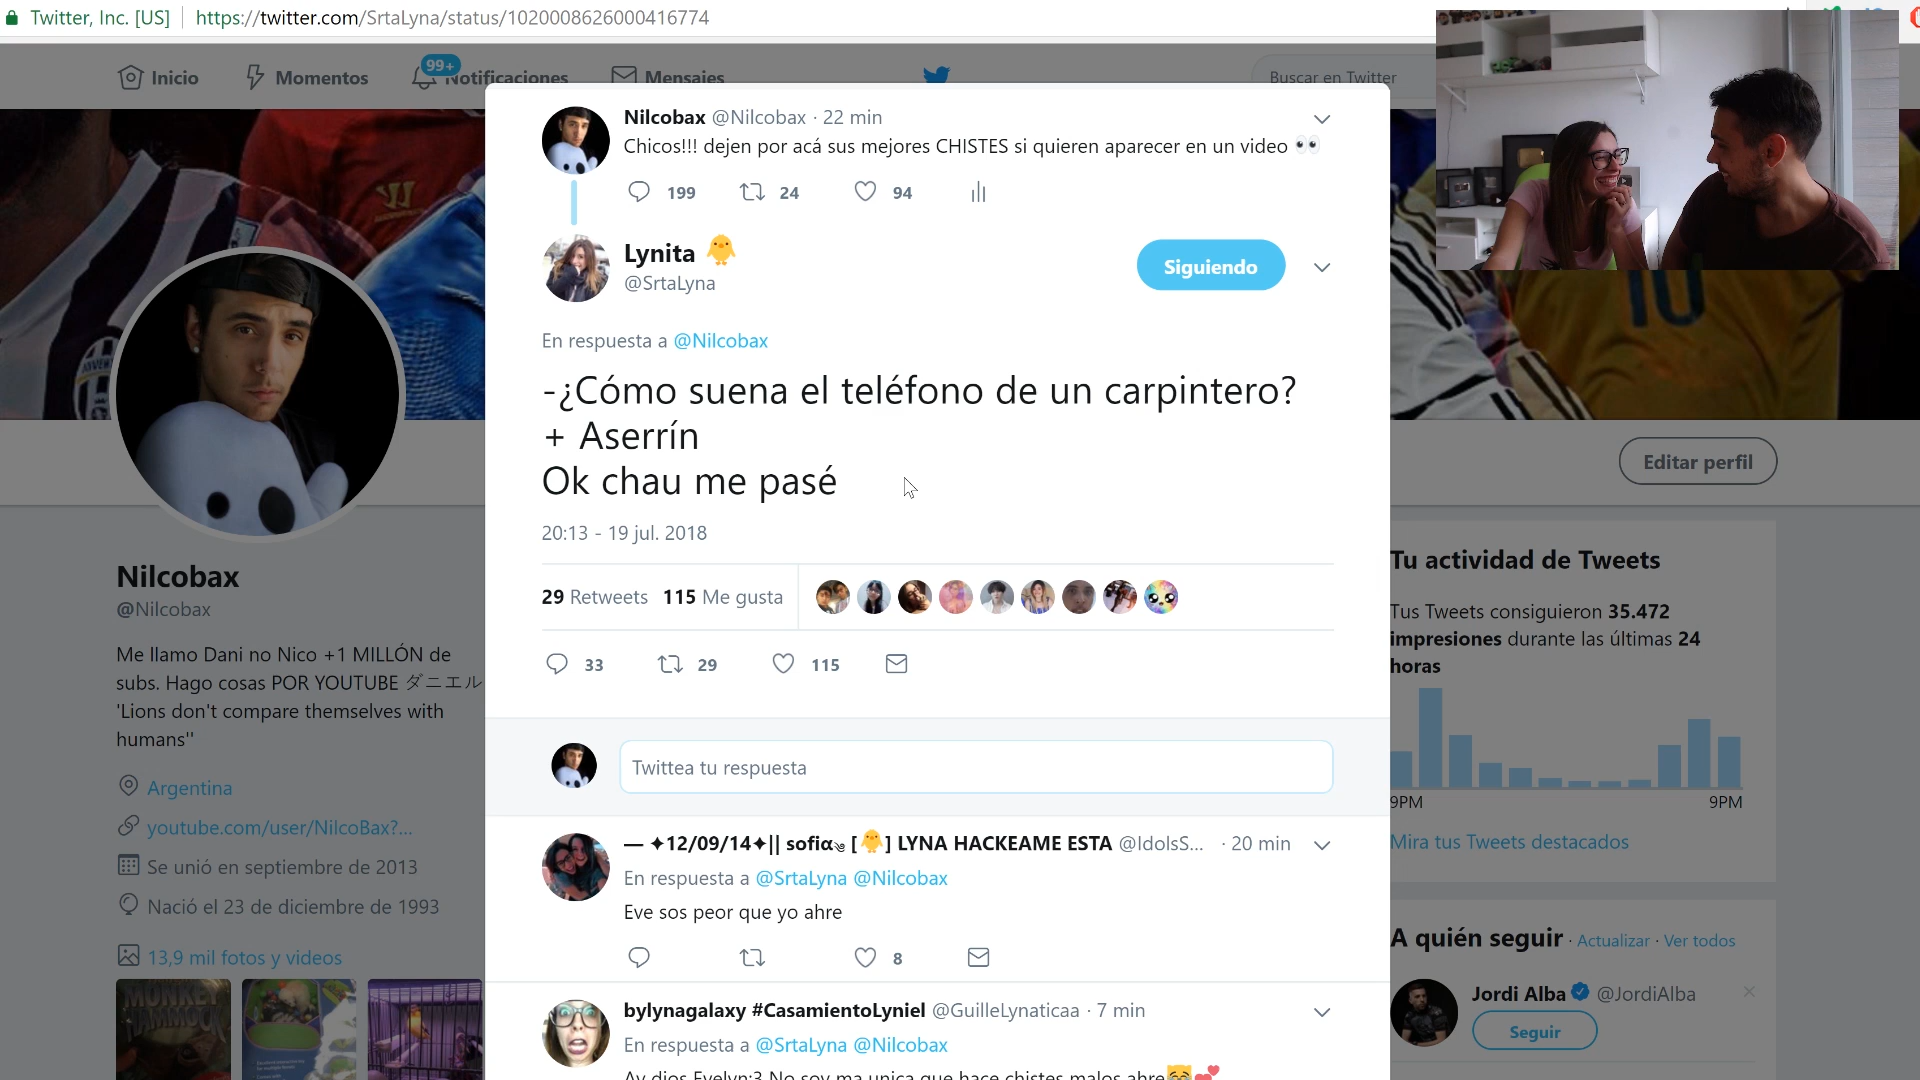 Twitter, Inc. [US]
https://twitter.com/SrtaLyna/status/1020008626000416774
Inicio
Momentos
99+
Notificaciones
Mensajes
Buscar en Twitter
Nilcobax @Nilcobax · 22 min
Chicos!!! dejen por acá sus mejores CHISTES si quieren aparecer en un video 👀
199
24
94
Lynita 🐥
@SrtaLyna
Siguiendo
En respuesta a @Nilcobax
-¿Cómo suena el teléfono de un carpintero?
+ Aserrín
Ok chau me pasé
20:13 - 19 jul. 2018
29 Retweets 115 Me gusta
33
29
115
Twittea tu respuesta
— ✦12/09/14✦|| sofiα༄ [🐥] LYNA HACKEAME ESTA @IdolsS... · 20 min
En respuesta a @SrtaLyna @Nilcobax
Eve sos peor que yo ahre
8
bylynagalaxy #CasamientoLyniel @GuilleLynaticaa · 7 min
En respuesta a @SrtaLyna @Nilcobax
Ay dios Evelyn:3 No soy ma unica que hace chistes malos ahre😹💕
Nilcobax
@Nilcobax
Me llamo Dani no Nico +1 MILLÓN de
subs. Hago cosas POR YOUTUBE ダニエル
'Lions don't compare themselves with
humans''
Argentina
youtube.com/user/NilcoBax?...
Se unió en septiembre de 2013
Nació el 23 de diciembre de 1993
13,9 mil fotos y videos
MONKEY
HAMMOCK
10
Editar perfil
Tu actividad de Tweets
Tus Tweets consiguieron 35.472
impresiones durante las últimas 24
horas
9PM
9PM
Mira tus Tweets destacados
A quién seguir · Actualizar · Ver todos
Jordi Alba @JordiAlba
Seguir